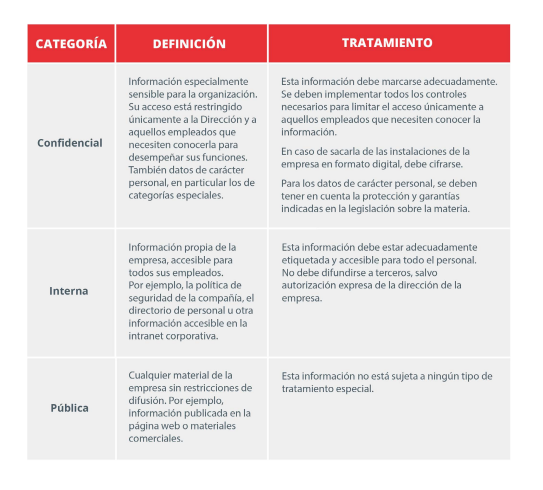 CATEGORÍA
DEFINICIÓN
TRATAMIENTO
Confidencial
Información especialmente
sensible para la organización.
Su acceso está restringido
únicamente a la Dirección y a
aquellos empleados que
necesiten conocerla para
desempeñar sus funciones.
También datos de carácter
personal, en particular los de
categorías especiales.
Esta información debe marcarse adecuadamente.
Se deben implementar todos los controles
necesarios para limitar el acceso únicamente a
aquellos empleados que necesiten conocer la
información.
En caso de sacarla de las instalaciones de la
empresa en formato digital, debe cifrarse.
Para los datos de carácter personal, se deben
tener en cuenta la protección y garantías
indicadas en la legislación sobre la materia.
Interna
Información propia de la
empresa, accesible para
todos sus empleados.
Por ejemplo, la política de
seguridad de la compañía, el
directorio de personal u otra
información accesible en la
intranet corporativa.
Esta información debe estar adecuadamente
etiquetada y accesible para todo el personal.
No debe difundirse a terceros, salvo
autorización expresa de la dirección de la
empresa.
Pública
Cualquier material de la
empresa sin restricciones de
difusión. Por ejemplo,
información publicada en la
página web o materiales
comerciales.
Esta información no está sujeta a ningún tipo de
tratamiento especial.